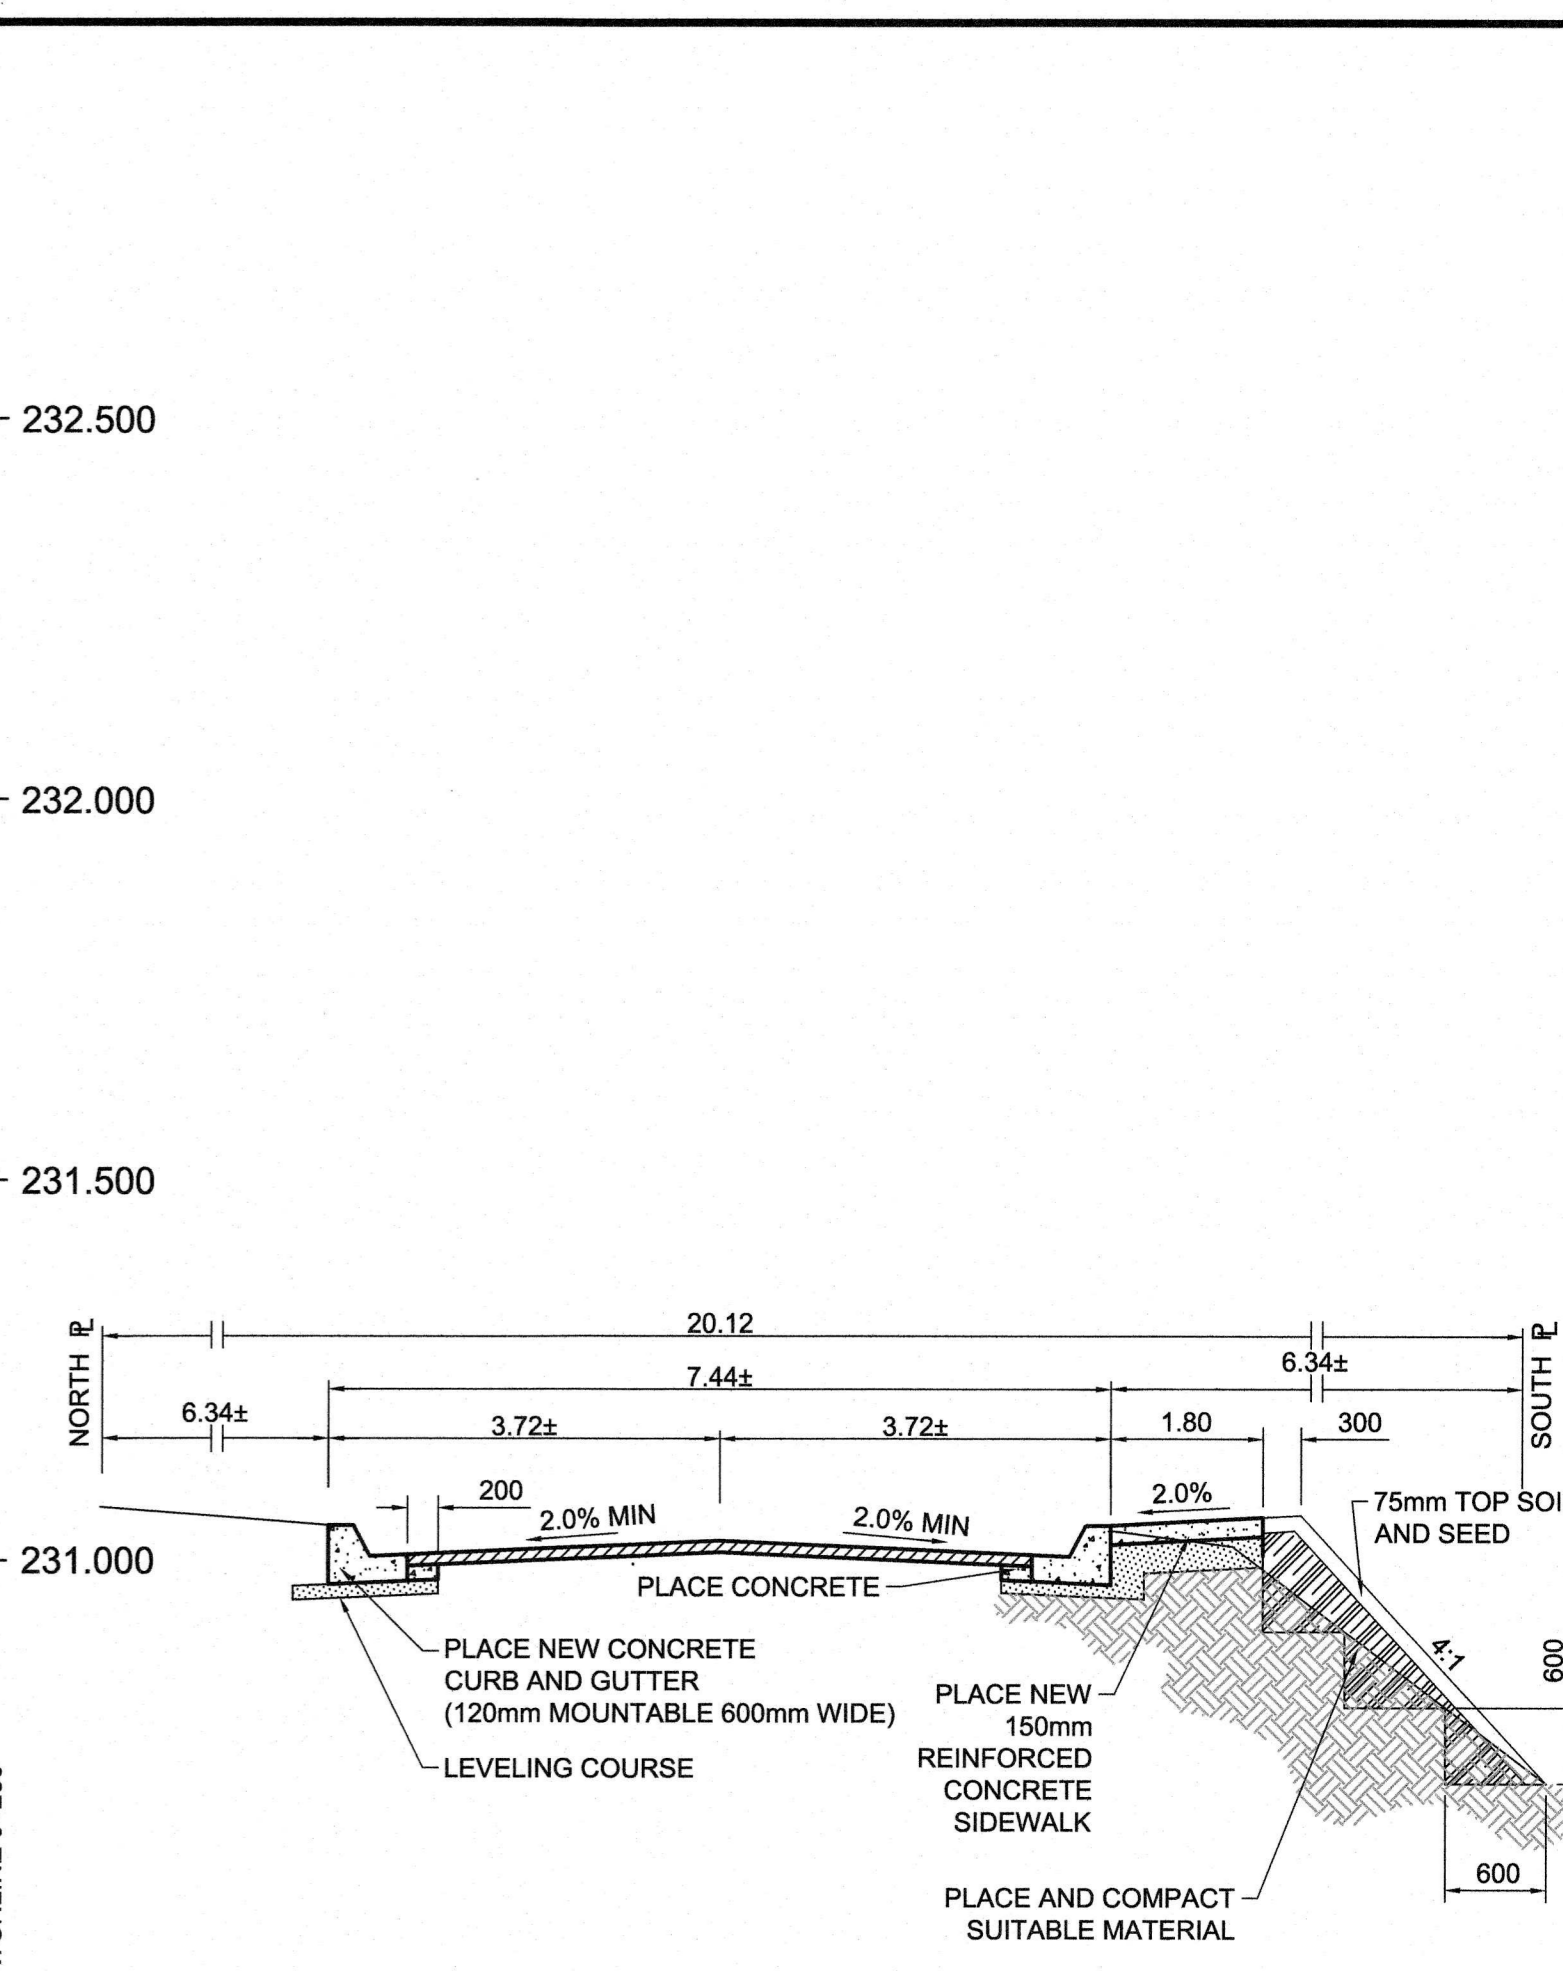 232.500
232.000
231.500
231.000
NORTH ⅊
20.12
SOUTH ⅊
7.44±
6.34±
6.34±
3.72±
3.72±
1.80
300
200
2.0% MIN
2.0% MIN
2.0%
75mm TOP SOI
AND SEED
PLACE CONCRETE
4:1
600
PLACE NEW CONCRETE
CURB AND GUTTER
(120mm MOUNTABLE 600mm WIDE)
LEVELING COURSE
PLACE NEW
150mm
REINFORCED
CONCRETE
SIDEWALK
600
PLACE AND COMPACT
SUITABLE MATERIAL